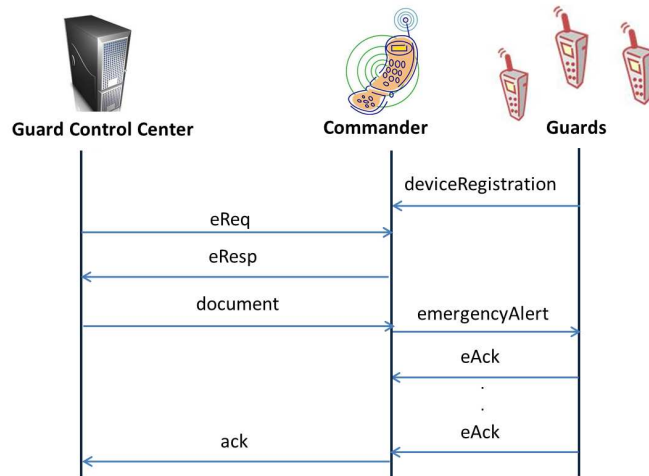 Guard Control Center
Commander
Guards
deviceRegistration
eReq
eResp
document
emergencyAlert
eAck
.
.
eAck
ack